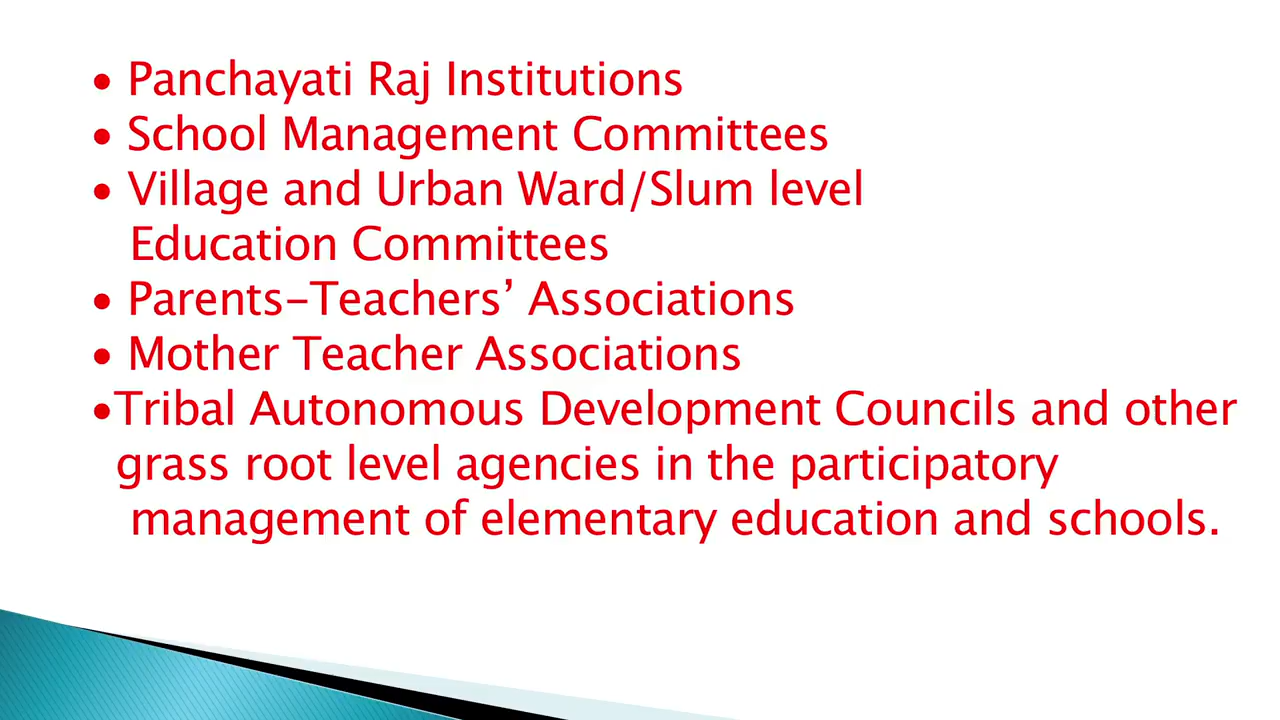 • Panchayati Raj Institutions
• School Management Committees
• Village and Urban Ward/Slum level
Education Committees
• Parents-Teachers’ Associations
• Mother Teacher Associations
•Tribal Autonomous Development Councils and other
grass root level agencies in the participatory
management of elementary education and schools.